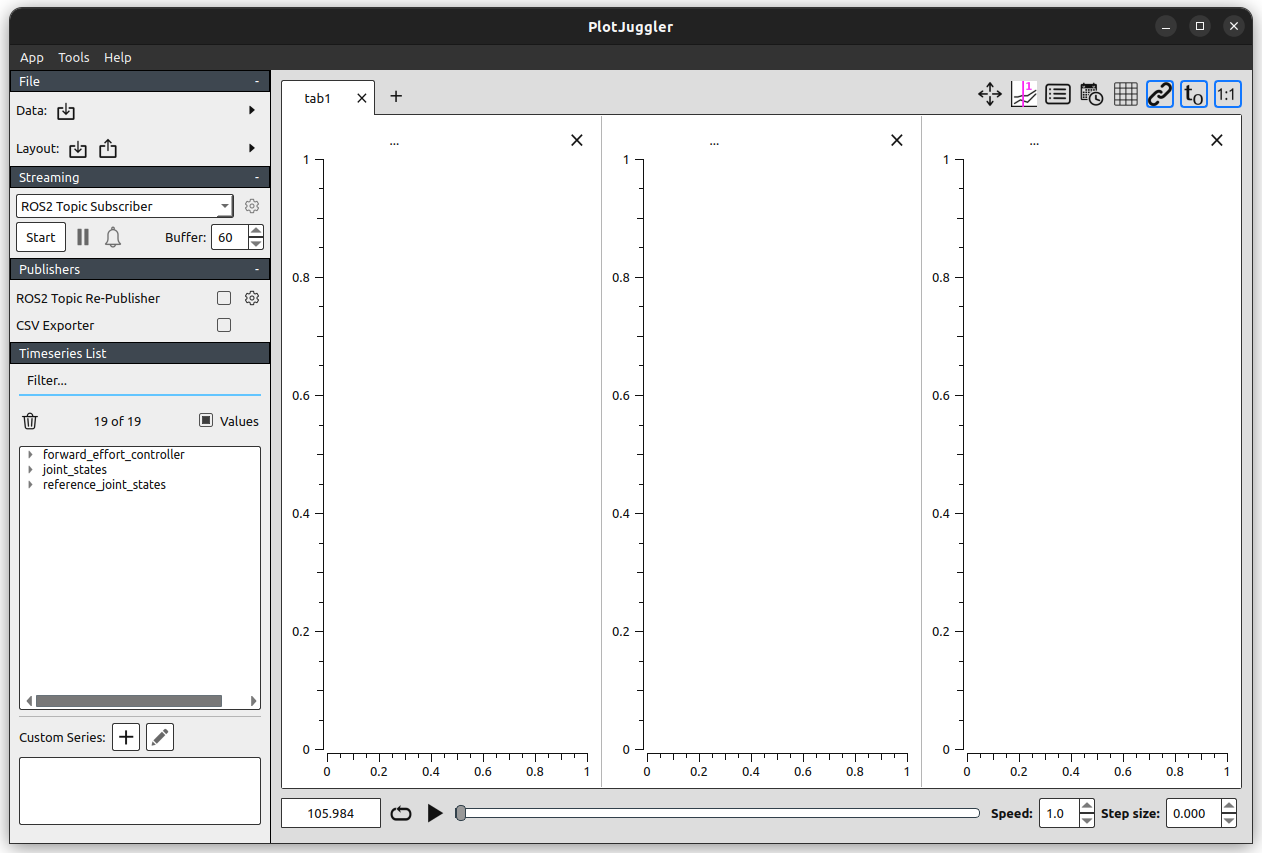 PlotJuggler
App Tools Help
File -
Data:
Layout:
Streaming -
ROS2 Topic Subscriber
Start Buffer: 60
Publishers -
ROS2 Topic Re-Publisher
CSV Exporter
Timeseries List
Filter...
19 of 19 Values
forward_effort_controller
joint_states
reference_joint_states
Custom Series:
tab1
1 t0 1:1
... ... ...
1 1 1
0.8 0.8 0.8
0.6 0.6 0.6
0.4 0.4 0.4
0.2 0.2 0.2
0 0 0
0 0.2 0.4 0.6 0.8 1 0 0.2 0.4 0.6 0.8 1 0 0.2 0.4 0.6 0.8 1
105.984 Speed: 1.0 Step size: 0.000